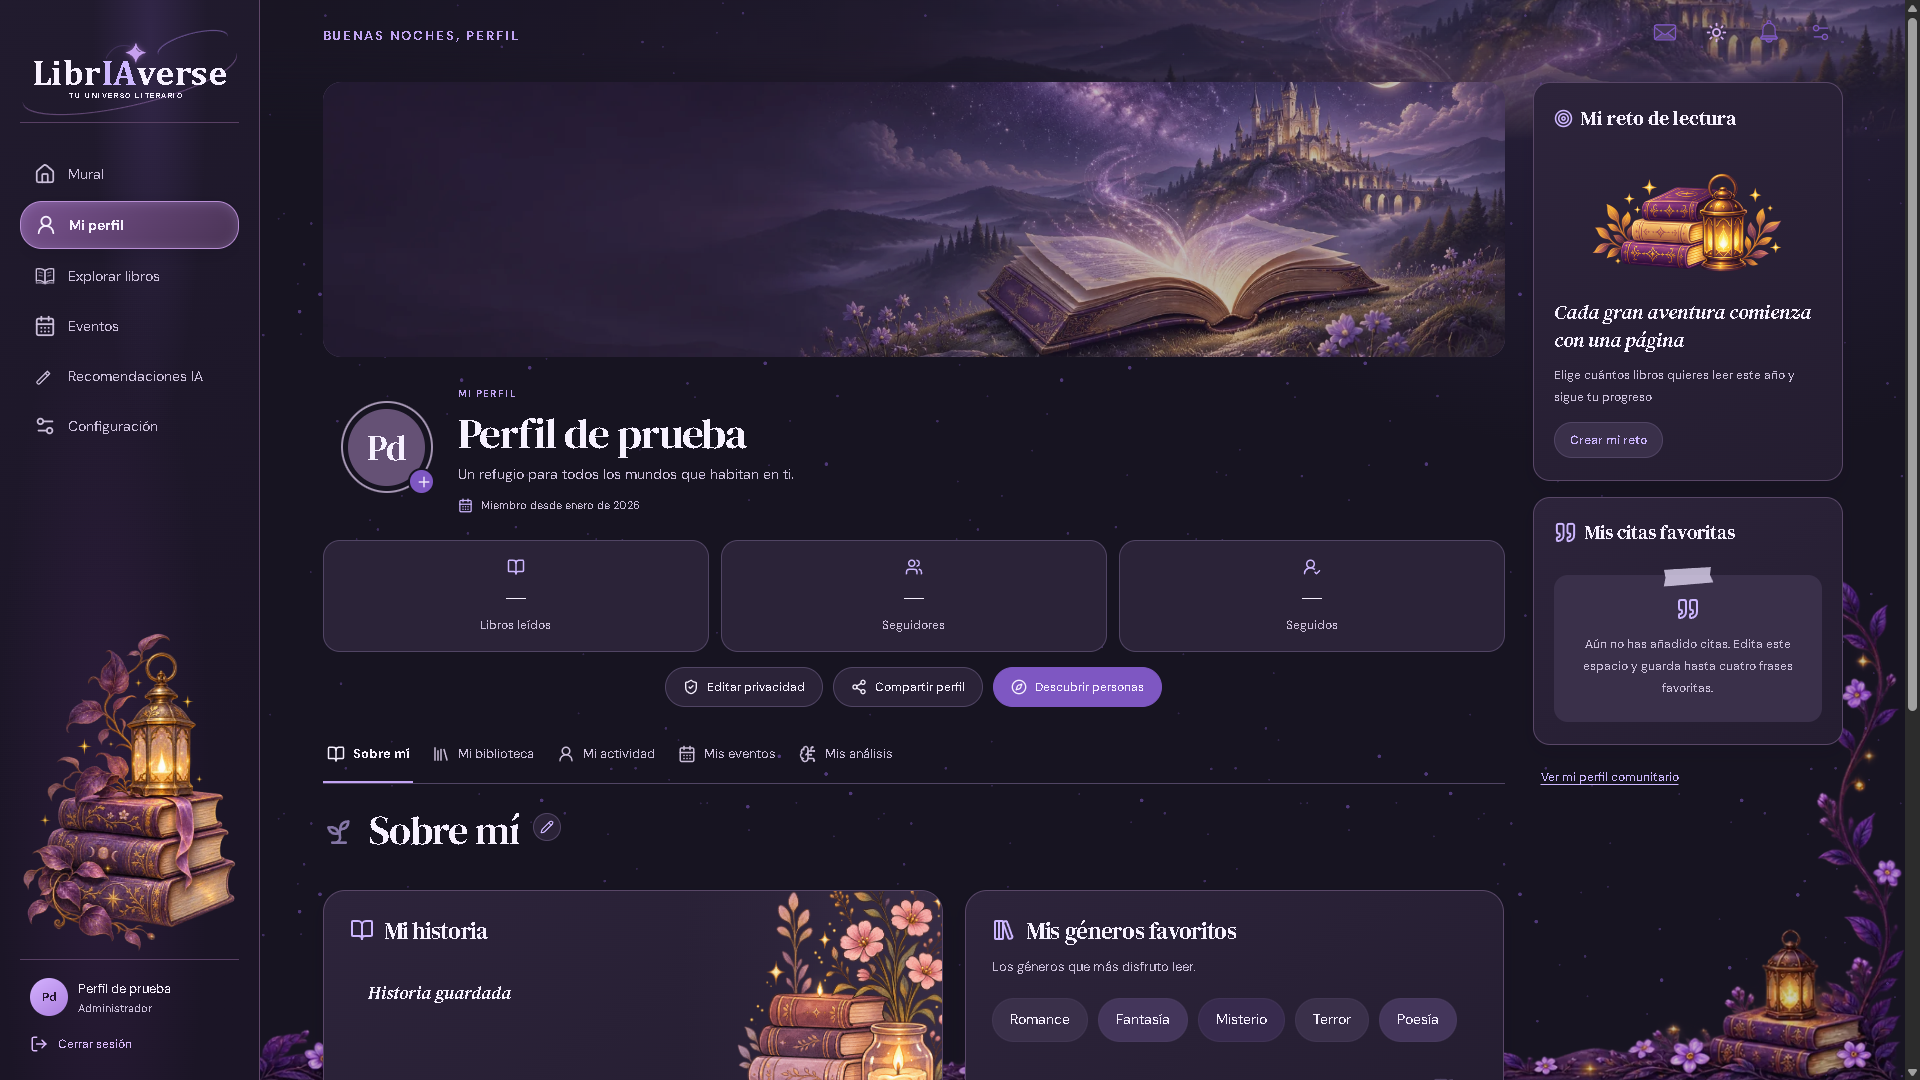 LibrIAverse
TU UNIVERSO LITERARIO
Mural
Mi perfil
Explorar libros
Eventos
Recomendaciones IA
Configuración
Pd
Perfil de prueba
Administrador
Cerrar sesión
BUENAS NOCHES, PERFIL
Pd
MI PERFIL
Perfil de prueba
Un refugio para todos los mundos que habitan en ti.
Miembro desde enero de 2026
—
Libros leídos
—
Seguidores
—
Seguidos
Editar privacidad
Compartir perfil
Descubrir personas
Sobre mí
Mi biblioteca
Mi actividad
Mis eventos
Mis análisis
Sobre mí
Mi historia
Historia guardada
Mis géneros favoritos
Los géneros que más disfruto leer.
Romance
Fantasía
Misterio
Terror
Poesía
Mi reto de lectura
Cada gran aventura comienza
con una página
Elige cuántos libros quieres leer este año y
sigue tu progreso
Crear mi reto
Mis citas favoritas
Aún no has añadido citas. Edita este
espacio y guarda hasta cuatro frases
favoritas.
Ver mi perfil comunitario